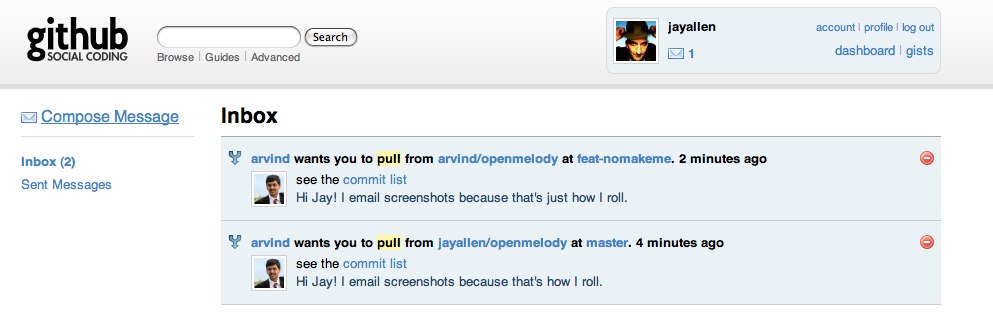 github
SOCIAL CODING
Search
Browse | Guides | Advanced
jayallen
1
account | profile | log out
dashboard | gists
Compose Message
Inbox (2)
Sent Messages
Inbox
arvind wants you to pull from arvind/openmelody at feat-nomakeme. 2 minutes ago
see the commit list
Hi Jay! I email screenshots because that's just how I roll.
arvind wants you to pull from jayallen/openmelody at master. 4 minutes ago
see the commit list
Hi Jay! I email screenshots because that's how I roll.